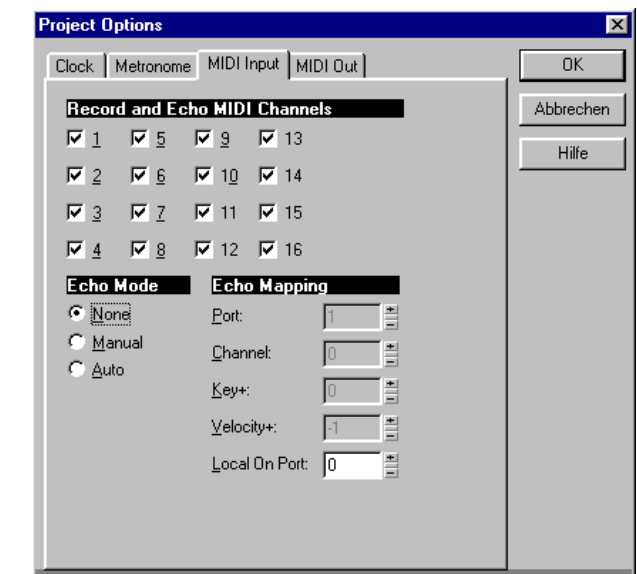 Project Options
Clock Metronome MIDI Input MIDI Out
OK
Abbrechen
Hilfe
Record and Echo MIDI Channels
1 5 9 13
2 6 10 14
3 7 11 15
4 8 12 16
Echo Mode Echo Mapping
None Port: 1
Manual Channel: 0
Auto Key+: 0
Velocity+: -1
Local On Port: 0